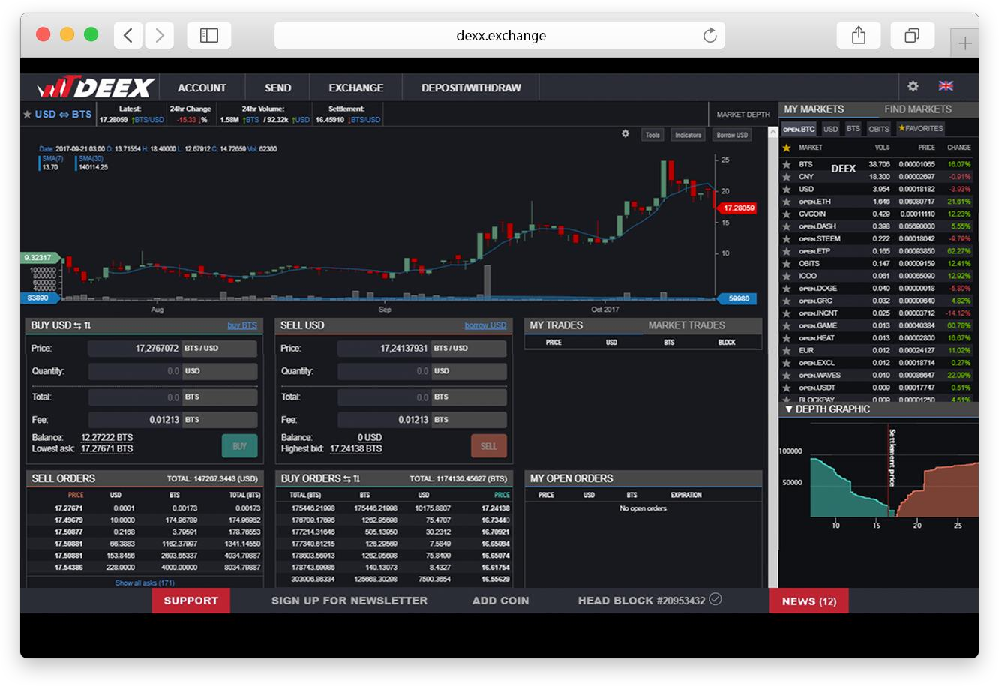 dexx.exchange
DEEX ACCOUNT SEND EXCHANGE DEPOSIT/WITHDRAW
USD ⇔ BTS
Latest: 24hr Change 24hr Volume: Settlement:
17.28059 ↑BTS/USD -15.33 ↓% 1.58M ↑BTS / 92.32k ↑USD 16.45910 ↓BTS/USD
MARKET DEPTH
Tools Indicators Borrow USD
Date: 2017-09-21 03:00 O: 13.71554 H: 18.40000 L: 12.67912 C: 14.72659 Vol: 62360
SMA(7) SMA(30)
13.70 140114.25
25
20
17.28059
15
10
9.32317
1000000
800000
600000
400000
83890
59980
Aug Sep Oct 2017
MY MARKETS FIND MARKETS
OPEN.BTC USD BTS OBITS ★FAVORITES
★ MARKET VOL PRICE CHANGE
★ BTS 38.706 0.00001065 16.07%
DEEX
★ CNY 18.300 0.00002697 -0.91%
★ USD 3.954 0.00018182 -3.93%
★ OPEN.ETH 1.646 0.06080717 21.61%
★ CVCOIN 0.429 0.00011110 12.23%
★ OPEN.DASH 0.398 0.05690000 5.55%
★ OPEN.STEEM 0.222 0.00018042 -9.79%
★ OPEN.ETP 0.165 0.00093850 62.27%
★ OBITS 0.147 0.00009159 12.41%
★ ICOO 0.061 0.00065090 12.92%
★ OPEN.DOGE 0.040 0.00000018 -5.80%
★ OPEN.GRC 0.032 0.00000640 4.82%
★ OPEN.INCNT 0.025 0.00003712 -14.12%
★ OPEN.GAME 0.013 0.00040384 60.78%
★ OPEN.HEAT 0.013 0.00002800 16.67%
★ EUR 0.012 0.00024127 11.02%
★ OPEN.EXCL 0.012 0.00018714 0.27%
★ OPEN.WAVES 0.010 0.00086647 22.09%
★ OPEN.USDT 0.009 0.00017747 0.51%
★ BLOCKPAY 0.009 0.00001250 4.51%
BUY USD ⇆ ⇅ buy BTS
Price: 17,2767072 BTS / USD
Quantity: 0.0 USD
Total: 0.0 BTS
Fee: 0.01213 BTS
Balance: 12.27222 BTS
Lowest ask: 17.27671 BTS
BUY
SELL USD borrow USD
Price: 17,24137931 BTS / USD
Quantity: 0.0 USD
Total: 0.0 BTS
Fee: 0.01213 BTS
Balance: 0 USD
Highest bid: 17.24138 BTS
SELL
MY TRADES MARKET TRADES
PRICE USD BTS BLOCK
▼ DEPTH GRAPHIC
Settlement price
100000
50000
10 15 20 25
SELL ORDERS TOTAL: 147267.3443 (USD)
PRICE USD BTS TOTAL (BTS)
17.27671 0.0001 0.00173 0.00173
17.49679 10.0000 174.96789 174.96962
17.50877 0.2168 3.79591 178.76553
17.50881 66.3883 1162.37997 1341.14550
17.50881 153.8456 2693.65337 4034.79887
17.54386 228.0000 4000.00000 8034.79887
Show all asks (171)
BUY ORDERS ⇆ ⇅ TOTAL: 1174136.45627 (BTS)
TOTAL (BTS) BTS USD PRICE
175446.21998 175446.21998 10175.8807 17.24138
176709.17696 1262.95698 75.4707 16.73440
177214.31646 505.13950 30.2312 16.70921
177340.61215 126.29569 7.5849 16.65094
178603.56913 1262.95698 75.8499 16.65074
178743.69986 140.13073 8.4327 16.61754
303906.86334 125668.30298 7590.3654 16.55629
MY OPEN ORDERS
PRICE USD BTS EXPIRATION
No open orders
SUPPORT SIGN UP FOR NEWSLETTER ADD COIN HEAD BLOCK #20953432 NEWS (12)